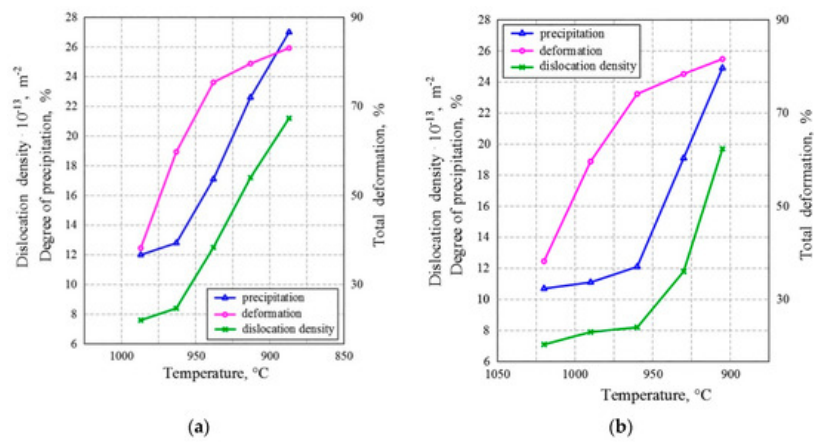 Dislocation density · 10⁻¹³, m⁻²
Degree of precipitation, %
28
26
24
22
20
18
16
14
12
10
8
6
90
70
50
30
Total deformation, %
precipitation
deformation
dislocation density
1000 950 900 850
Temperature, °C
(a)
Dislocation density · 10⁻¹³, m⁻²
Degree of precipitation, %
28
26
24
22
20
18
16
14
12
10
8
6
90
70
50
30
Total deformation, %
precipitation
deformation
dislocation density
1050 1000 950 900
Temperature, °C
(b)